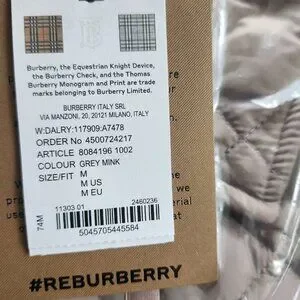 Burberry, the Equestrian Knight Device,
the Burberry Check, and the Thomas
Burberry Monogram and Print are trade
marks belonging to Burberry Limited.
BURBERRY ITALY SRL
VIA MANZONI, 20, 20121 MILANO, ITALY
W:DALRY:117909:A7478
ORDER No 4500724217
ARTICLE 8084196 1002
COLOUR GREY MINK
SIZE/FIT M
M US
M EU
74M
11303 01 2460236
5045705445584
#REBURBERRY